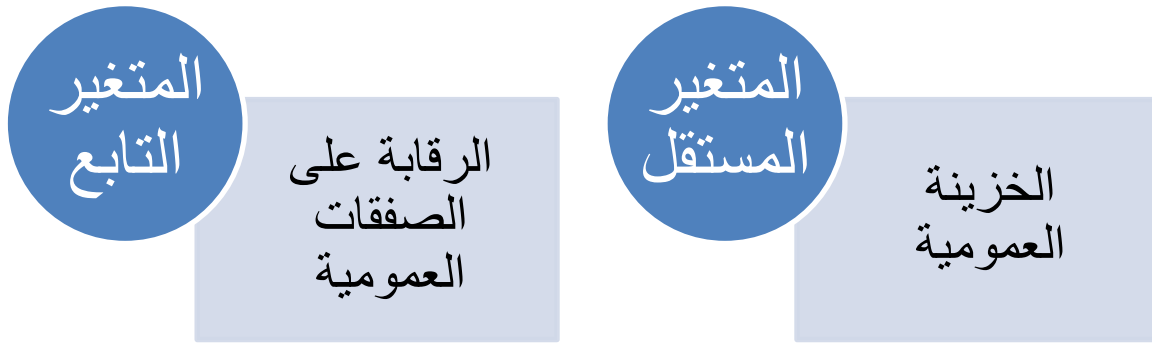 المتغير
المستقل
الخزينة
العمومية
المتغير
التابع
الرقابة على
الصفقات
العمومية